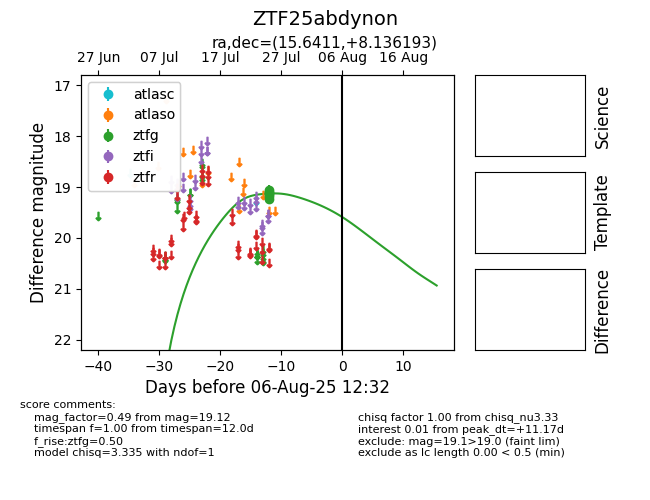 ZTF25abdynon
ra,dec=(15.6411,+8.136193)
27 Jun 07 Jul 17 Jul 27 Jul 06 Aug 16 Aug
17
18
19
20
21
22
Difference magnitude
atlasc
atlaso
ztfg
ztfi
ztfr
−40 −30 −20 −10 0 10
Days before 06-Aug-25 12:32
Science
Template
Difference
score comments:
mag_factor=0.49 from mag=19.12
timespan f=1.00 from timespan=12.0d
f_rise:ztfg=0.50
model chisq=3.335 with ndof=1
chisq factor 1.00 from chisq_nu3.33
interest 0.01 from peak_dt=+11.17d
exclude: mag=19.1>19.0 (faint lim)
exclude as lc length 0.00 < 0.5 (min)